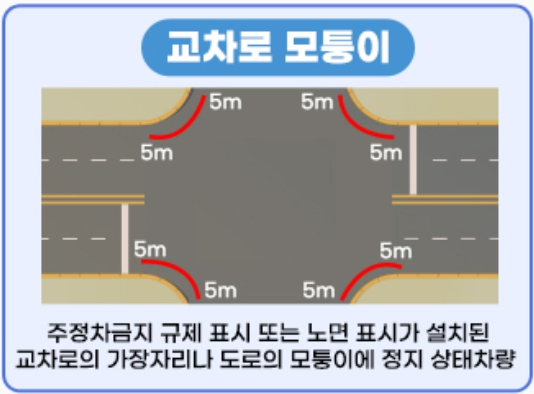 교차로 모퉁이
5m 5m
5m 5m
5m 5m
5m 5m
주정차금지 규제 표시 또는 노면 표시가 설치된
교차로의 가장자리나 도로의 모퉁이에 정지 상태차량